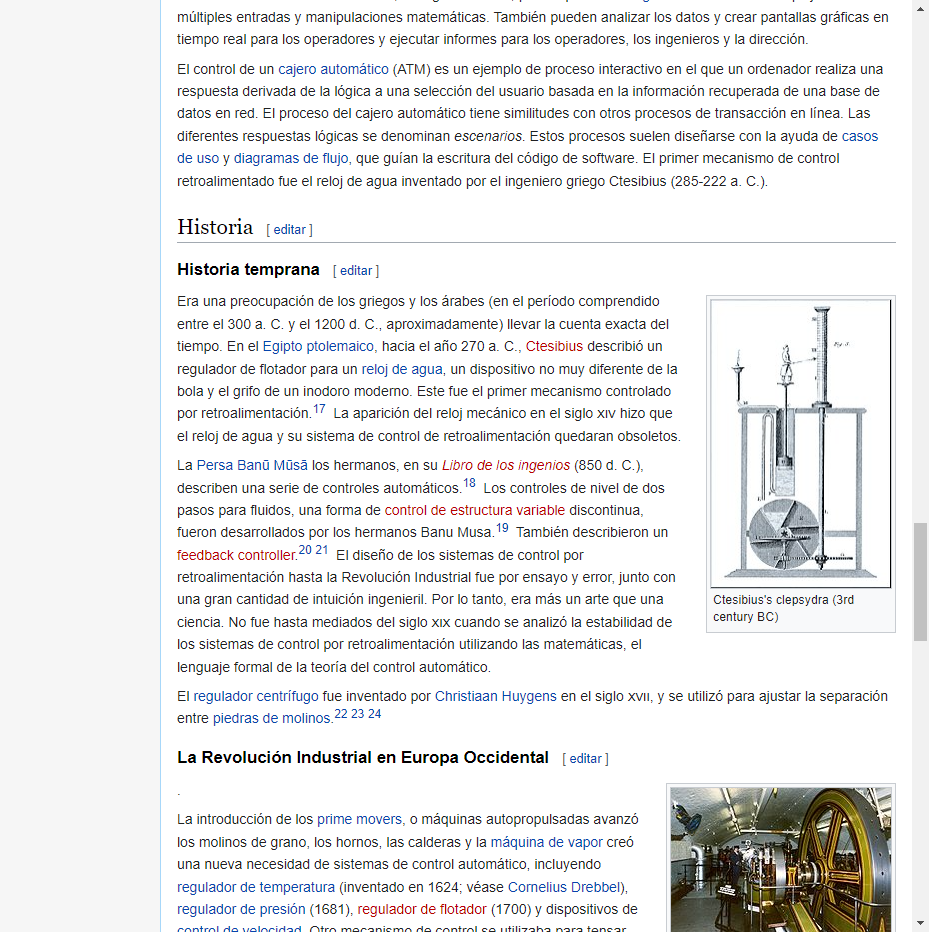 múltiples entradas y manipulaciones matemáticas. También pueden analizar los datos y crear pantallas gráficas en
tiempo real para los operadores y ejecutar informes para los operadores, los ingenieros y la dirección.
El control de un cajero automático (ATM) es un ejemplo de proceso interactivo en el que un ordenador realiza una
respuesta derivada de la lógica a una selección del usuario basada en la información recuperada de una base de
datos en red. El proceso del cajero automático tiene similitudes con otros procesos de transacción en línea. Las
diferentes respuestas lógicas se denominan escenarios. Estos procesos suelen diseñarse con la ayuda de casos
de uso y diagramas de flujo, que guían la escritura del código de software. El primer mecanismo de control
retroalimentado fue el reloj de agua inventado por el ingeniero griego Ctesibius (285-222 a. C.).
Historia [ editar ]
Historia temprana [ editar ]
Era una preocupación de los griegos y los árabes (en el período comprendido
entre el 300 a. C. y el 1200 d. C., aproximadamente) llevar la cuenta exacta del
tiempo. En el Egipto ptolemaico, hacia el año 270 a. C., Ctesibius describió un
regulador de flotador para un reloj de agua, un dispositivo no muy diferente de la
bola y el grifo de un inodoro moderno. Este fue el primer mecanismo controlado
por retroalimentación.17 La aparición del reloj mecánico en el siglo XIV hizo que
el reloj de agua y su sistema de control de retroalimentación quedaran obsoletos.
La Persa Banū Mūsā los hermanos, en su Libro de los ingenios (850 d. C.),
describen una serie de controles automáticos.18 Los controles de nivel de dos
pasos para fluidos, una forma de control de estructura variable discontinua,
fueron desarrollados por los hermanos Banu Musa.19 También describieron un
feedback controller.20 21 El diseño de los sistemas de control por
retroalimentación hasta la Revolución Industrial fue por ensayo y error, junto con
una gran cantidad de intuición ingenieril. Por lo tanto, era más un arte que una
ciencia. No fue hasta mediados del siglo XIX cuando se analizó la estabilidad de
los sistemas de control por retroalimentación utilizando las matemáticas, el
lenguaje formal de la teoría del control automático.
Ctesibius's clepsydra (3rd
century BC)
El regulador centrífugo fue inventado por Christiaan Huygens en el siglo XVII, y se utilizó para ajustar la separación
entre piedras de molinos.22 23 24
La Revolución Industrial en Europa Occidental [ editar ]
.
La introducción de los prime movers, o máquinas autopropulsadas avanzó
los molinos de grano, los hornos, las calderas y la máquina de vapor creó
una nueva necesidad de sistemas de control automático, incluyendo
regulador de temperatura (inventado en 1624; véase Cornelius Drebbel),
regulador de presión (1681), regulador de flotador (1700) y dispositivos de
control de velocidad. Otro mecanismo de control se utilizaba para tensar